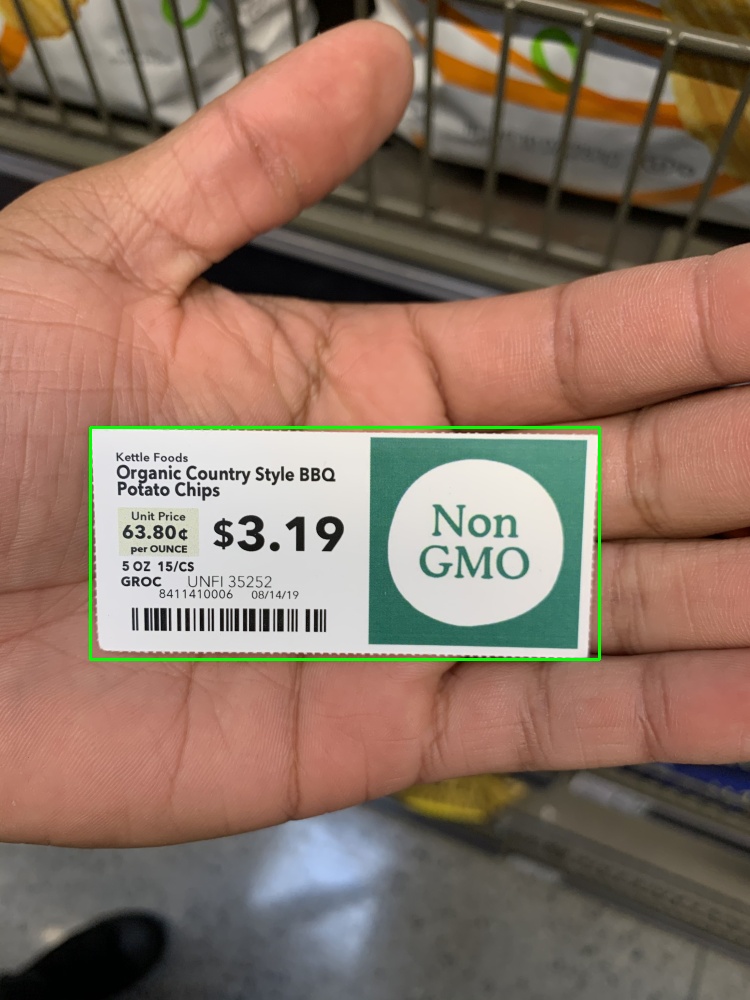 Kettle Foods
Organic Country Style BBQ
Potato Chips
Unit Price
63.80¢
per OUNCE
$3.19
5 OZ 15/CS
GROC UNFI 35252
8411410006 08/14/19
Non
GMO